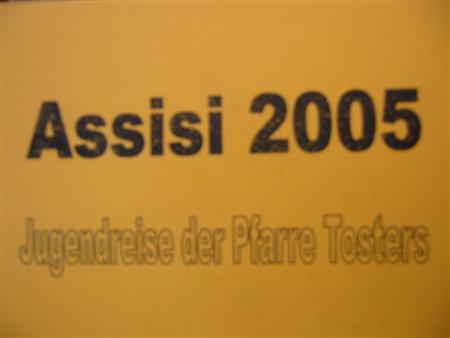 Assisi 2005
Jugendreise der Pfarre Tosters